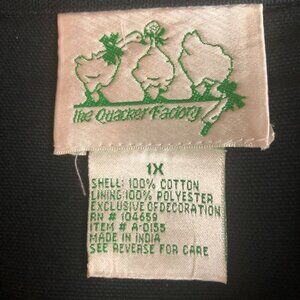 The Quacker Factory
1X
SHELL: 100% COTTON
LINING: 100% POLYESTER
EXCLUSIVE OF DECORATION
RN # 104659
ITEM # A-0155
MADE IN INDIA
SEE REVERSE FOR CARE